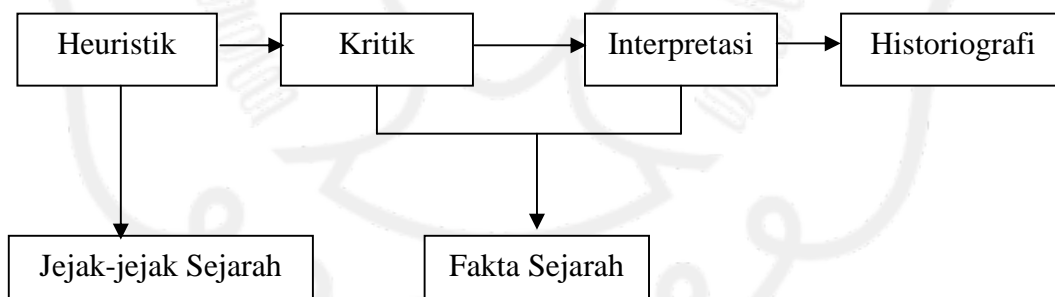 Heuristik
Kritik
Interpretasi
Historiografi
Jejak-jejak Sejarah
Fakta Sejarah